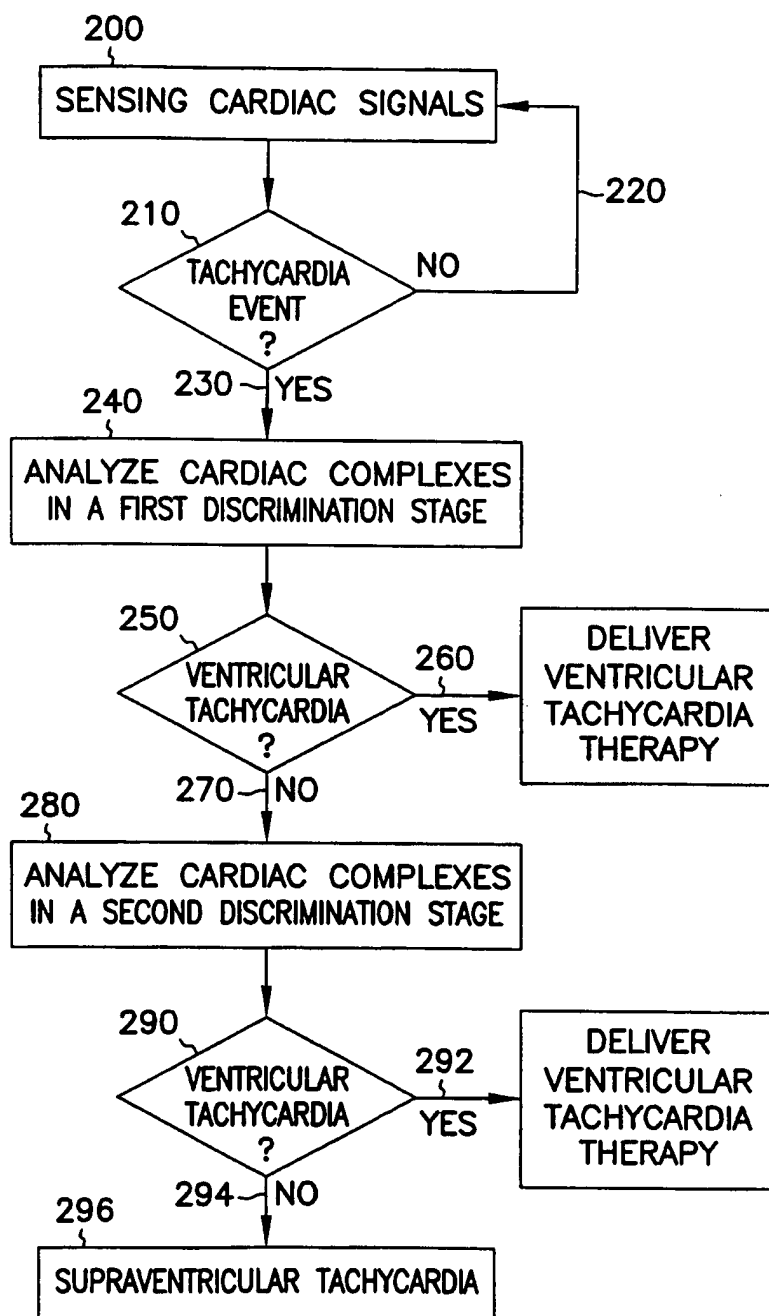 200
SENSING CARDIAC SIGNALS
220
210
TACHYCARDIA
EVENT
?
NO
230
YES
240
ANALYZE CARDIAC COMPLEXES
IN A FIRST DISCRIMINATION STAGE
250
VENTRICULAR
TACHYCARDIA
?
260
YES
DELIVER
VENTRICULAR
TACHYCARDIA
THERAPY
270
NO
280
ANALYZE CARDIAC COMPLEXES
IN A SECOND DISCRIMINATION STAGE
290
VENTRICULAR
TACHYCARDIA
?
292
YES
DELIVER
VENTRICULAR
TACHYCARDIA
THERAPY
294
NO
296
SUPRAVENTRICULAR TACHYCARDIA